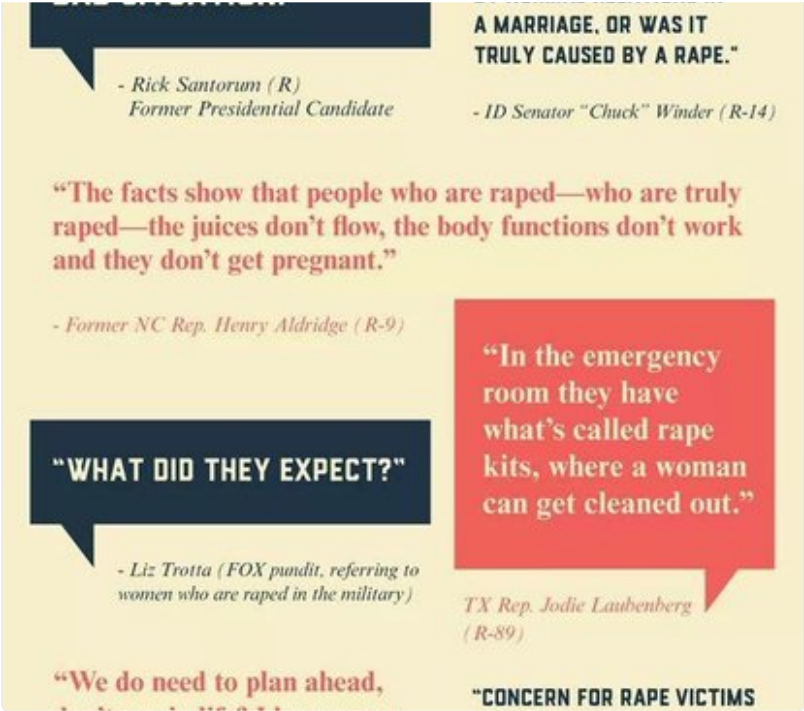 A MARRIAGE, OR WAS IT
TRULY CAUSED BY A RAPE."
- Rick Santorum (R)
Former Presidential Candidate
- ID Senator “Chuck” Winder (R-14)
“The facts show that people who are raped—who are truly
raped—the juices don’t flow, the body functions don’t work
and they don’t get pregnant.”
- Former NC Rep. Henry Aldridge (R-9)
“In the emergency
room they have
what’s called rape
kits, where a woman
can get cleaned out.”
TX Rep. Jodie Laubenberg
(R-89)
“WHAT DID THEY EXPECT?”
- Liz Trotta (FOX pundit, referring to
women who are raped in the military)
“We do need to plan ahead,
"CONCERN FOR RAPE VICTIMS